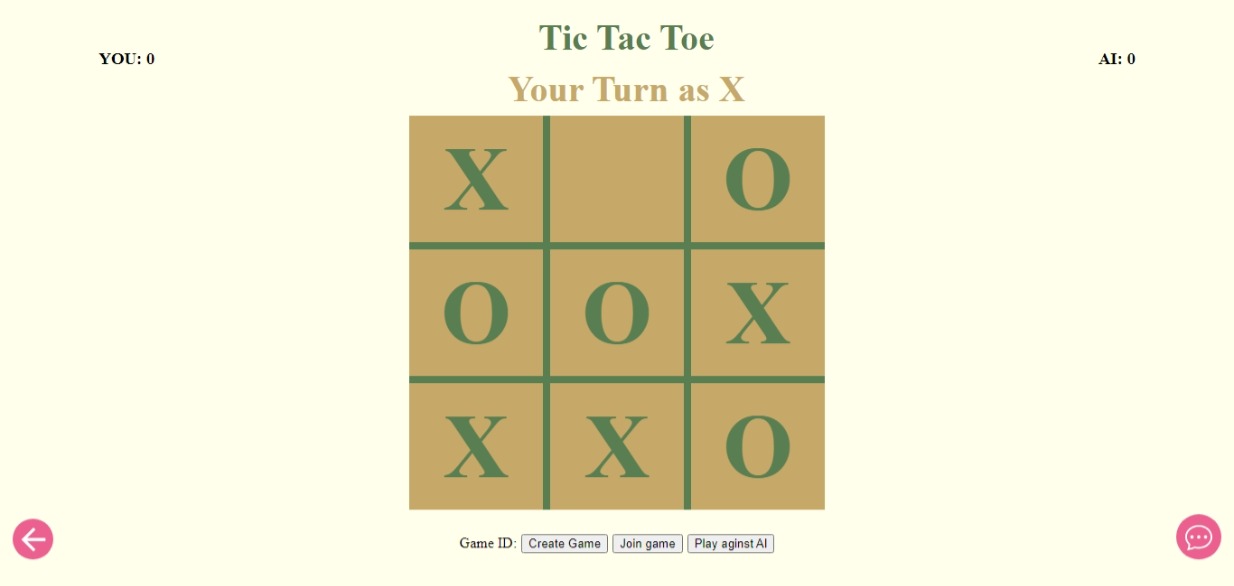 Tic Tac Toe
YOU: 0
AI: 0
Your Turn as X
X O
O O X
X X O
Game ID: Create Game Join game Play aginst AI